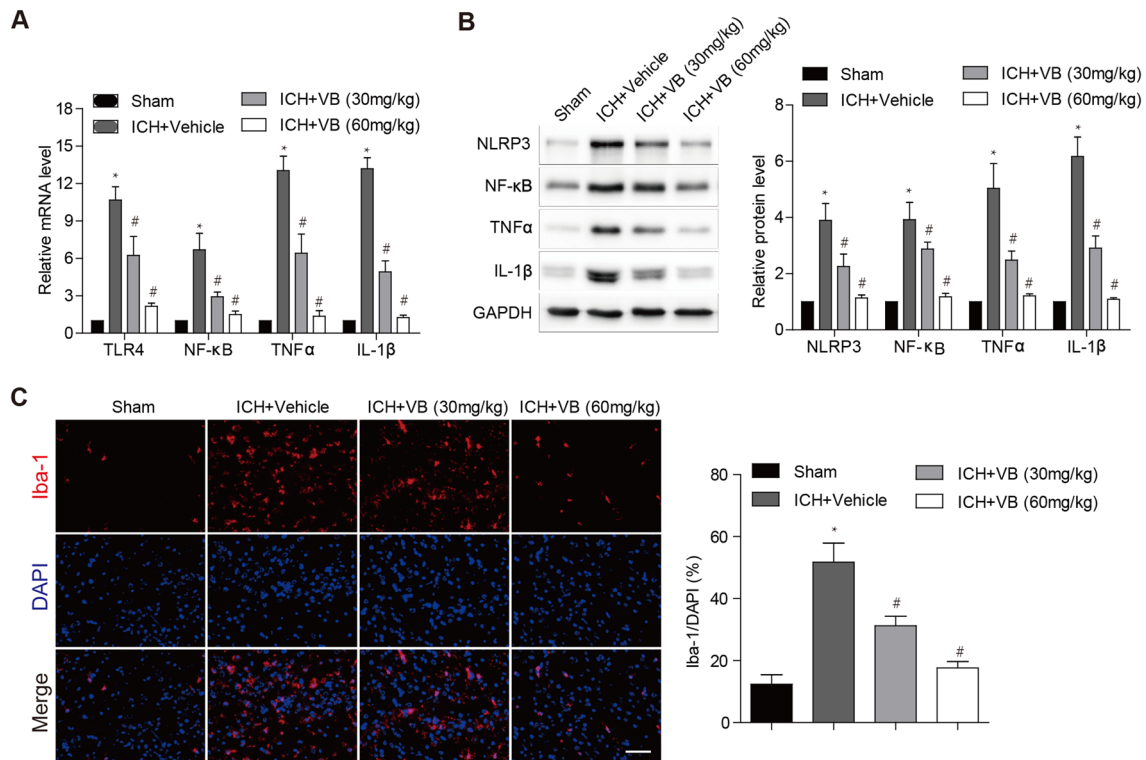 A
Sham
ICH+Vehicle
ICH+VB (30mg/kg)
ICH+VB (60mg/kg)
Relative mRNA level
18
15
12
9
6
3
0
* # # * # # * # # * # #
TLR4 NF-κB TNFα IL-1β
B
Sham ICH+Vehicle ICH+VB (30mg/kg) ICH+VB (60mg/kg)
NLRP3
NF-κB
TNFα
IL-1β
GAPDH
Sham
ICH+Vehicle
ICH+VB (30mg/kg)
ICH+VB (60mg/kg)
Relative protein level
8
6
4
2
0
* # # * # # * # # * # #
NLRP3 NF-κB TNFα IL-1β
C
Sham ICH+Vehicle ICH+VB (30mg/kg) ICH+VB (60mg/kg)
Iba-1
DAPI
Merge
Sham
ICH+Vehicle
ICH+VB (30mg/kg)
ICH+VB (60mg/kg)
Iba-1/DAPI (%)
80
60
40
20
0
* # #